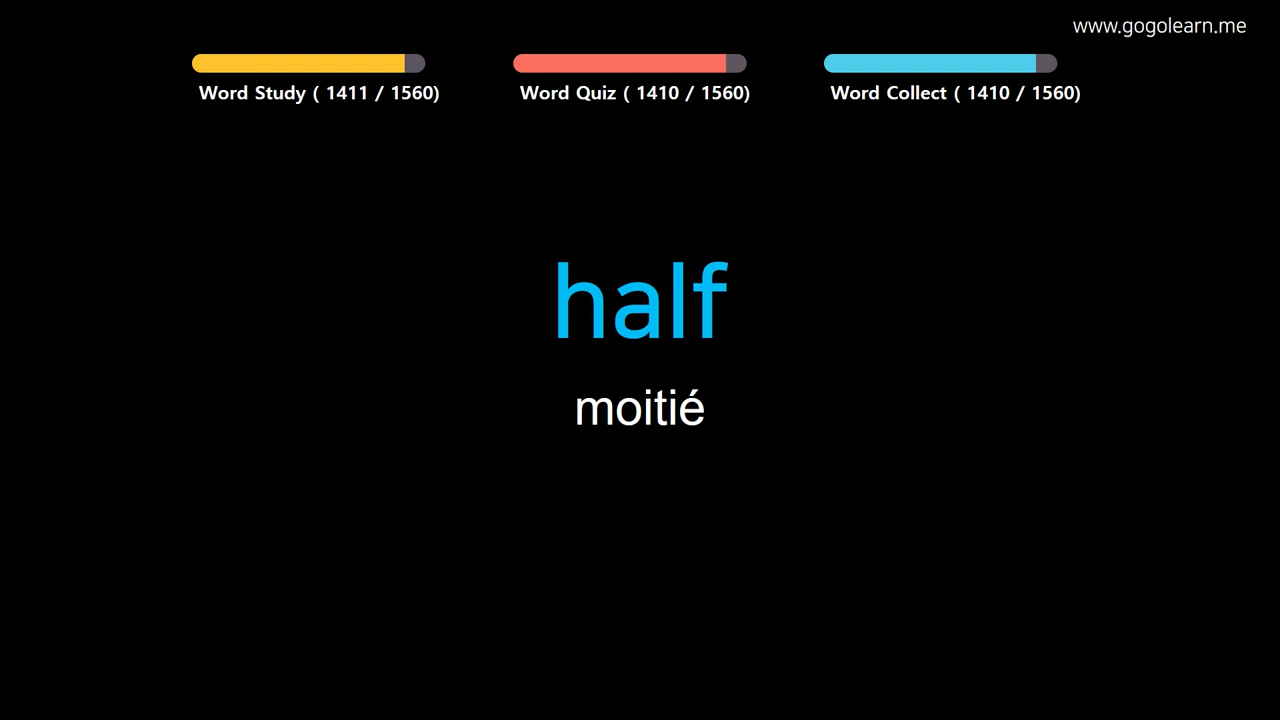 www.gogolearn.me
Word Study ( 1411 / 1560) Word Quiz ( 1410 / 1560) Word Collect ( 1410 / 1560)
half
moitié